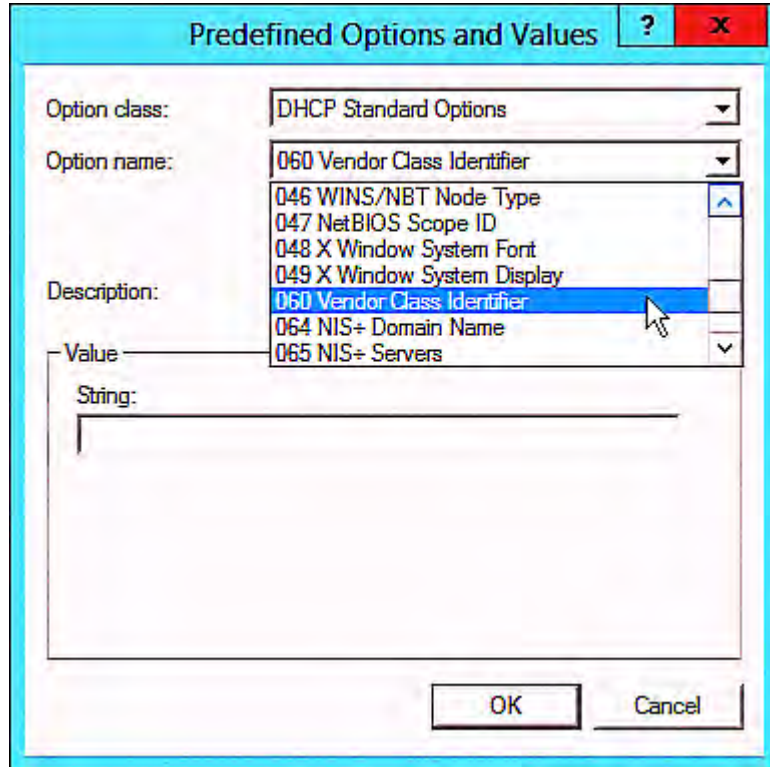 Predefined Options and Values ? x
Option class: DHCP Standard Options
Option name: 060 Vendor Class Identifier
046 WINS/NBT Node Type
047 NetBIOS Scope ID
048 X Window System Font
049 X Window System Display
Description:
060 Vendor Class Identifier
064 NIS+ Domain Name
065 NIS+ Servers
Value
String:
OK Cancel